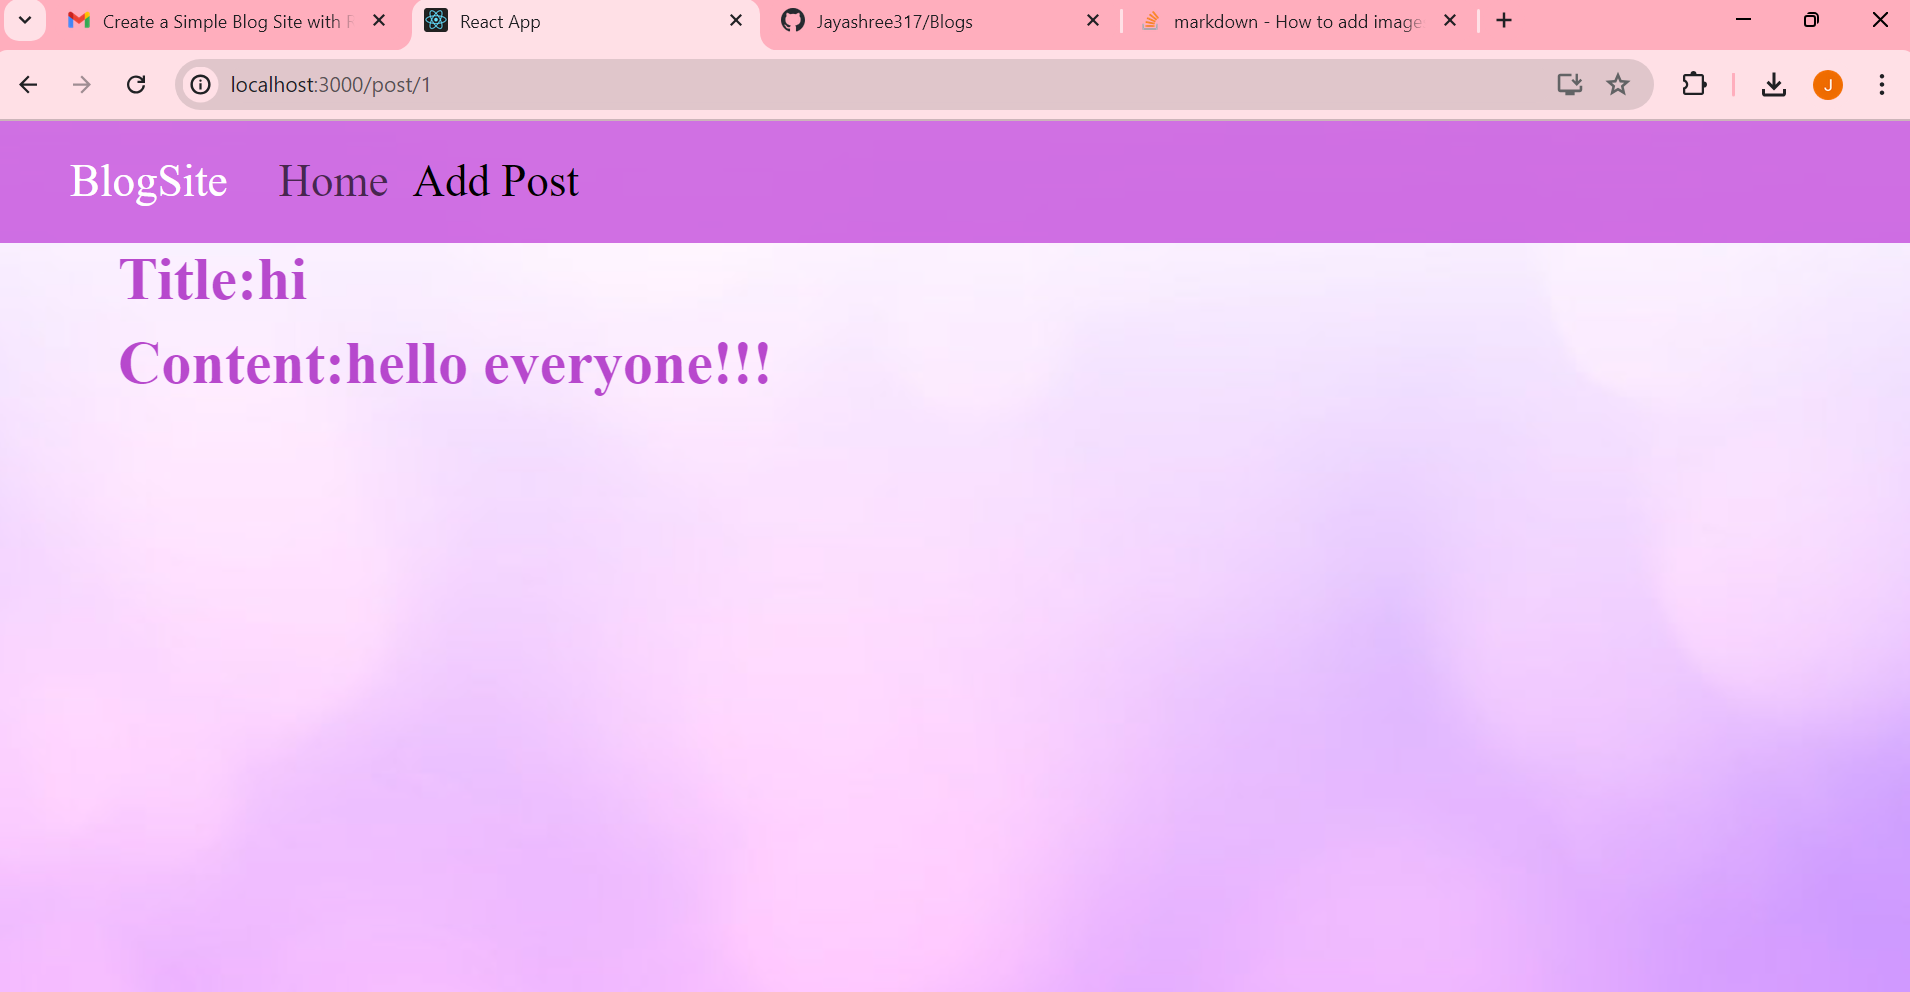 Create a Simple Blog Site with
React App
Jayashree317/Blogs
markdown - How to add image
localhost:3000/post/1
J
BlogSite Home Add Post
Title:hi
Content:hello everyone!!!